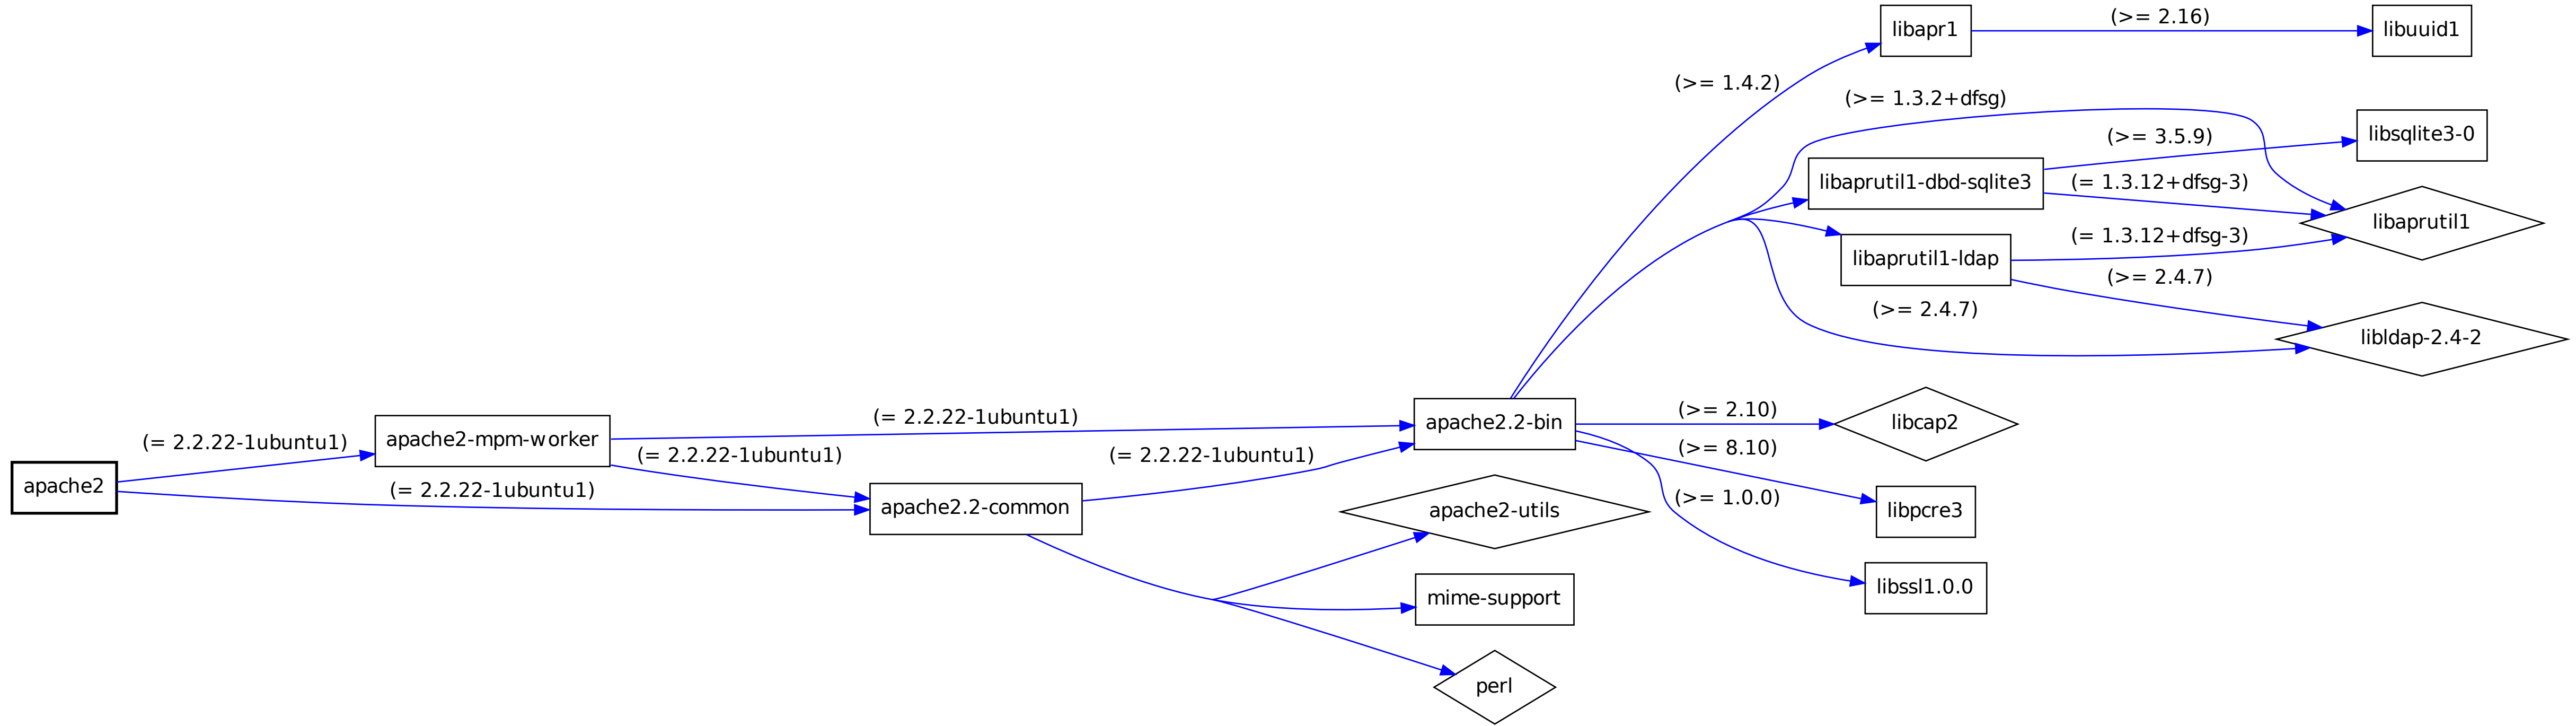 apache2
(= 2.2.22-1ubuntu1)
(= 2.2.22-1ubuntu1)
apache2-mpm-worker
(= 2.2.22-1ubuntu1)
(= 2.2.22-1ubuntu1)
apache2.2-common
(= 2.2.22-1ubuntu1)
apache2.2-bin
apache2-utils
mime-support
perl
(>= 1.4.2)
(>= 1.3.2+dfsg)
(>= 2.4.7)
(>= 2.10)
(>= 8.10)
(>= 1.0.0)
libapr1
libaprutil1-dbd-sqlite3
libaprutil1-ldap
libcap2
libpcre3
libssl1.0.0
(>= 2.16)
(>= 3.5.9)
(= 1.3.12+dfsg-3)
(= 1.3.12+dfsg-3)
(>= 2.4.7)
libuuid1
libsqlite3-0
libaprutil1
libldap-2.4-2